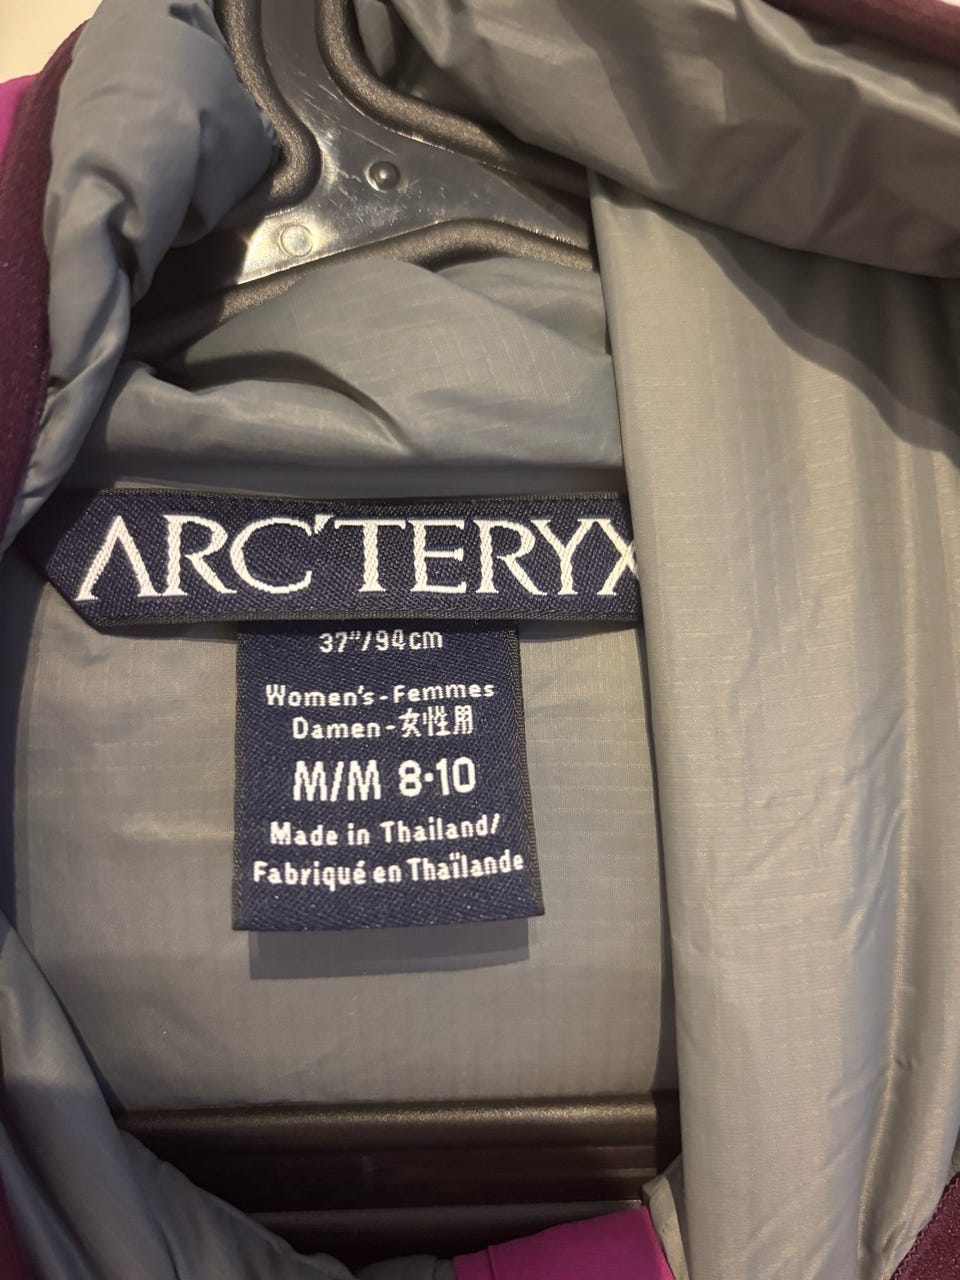 ARC'TERYX
37"/94cm
Women's-Femmes
Damen-女性用
M/M 8·10
Made in Thailand/
Fabriqué en Thaïlande